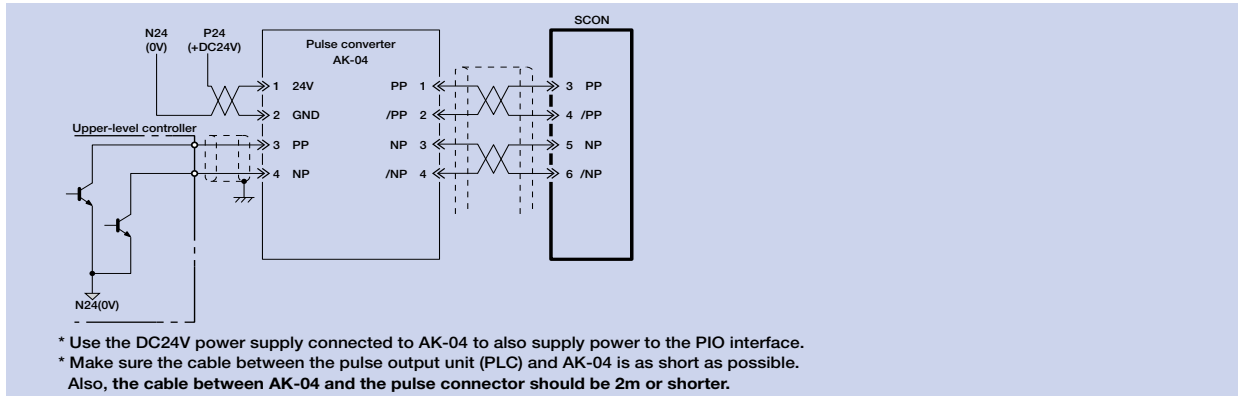 SCON
N24 P24
(0V) (+DC24V)
Pulse converter
AK-04
1 24V PP 1 3 PP
2 GND /PP 2 4 /PP
Upper-level controller
3 PP NP 3 5 NP
4 NP /NP 4 6 /NP
N24(0V)
* Use the DC24V power supply connected to AK-04 to also supply power to the PIO interface.
* Make sure the cable between the pulse output unit (PLC) and AK-04 is as short as possible.
Also, the cable between AK-04 and the pulse connector should be 2m or shorter.